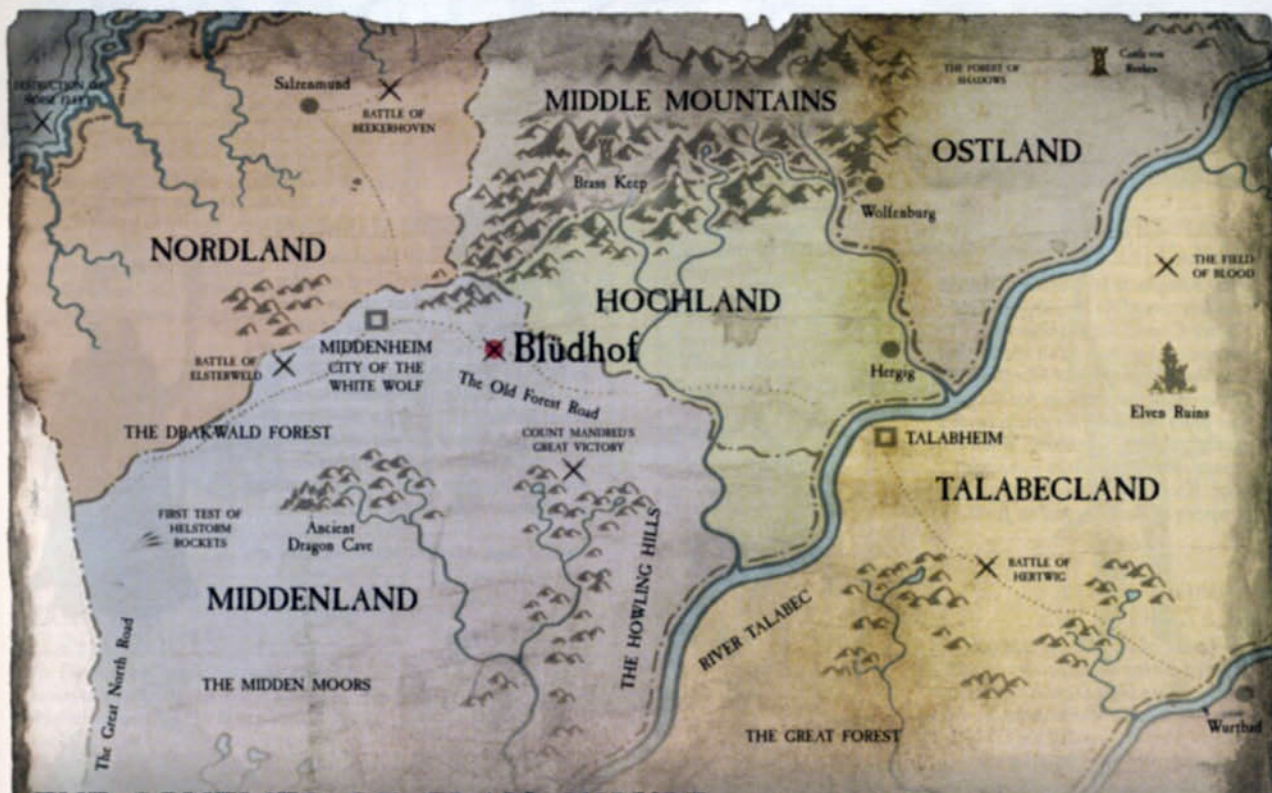 Salzenmund
BATTLE OF
BEEKERHOVEN
MIDDLE MOUNTAINS
THE FOREST OF
SHADOWS
Castle von
OSTLAND
Brass Keep
Wolfenburg
NORDLAND
THE FIELD
OF BLOOD
HOCHLAND
MIDDENHEIM
CITY OF THE
WHITE WOLF
Blüdhof
BATTLE OF
ELSTERWELD
The Old Forest Road
Hergig
Elven Ruins
THE DRAKWALD FOREST
COUNT MANDRED'S
GREAT VICTORY
TALABHEIM
TALABECLAND
FIRST TEST OF
HELSTORM
ROCKETS
Ancient
Dragon Cave
BATTLE OF
HERTWIG
MIDDENLAND
THE HOWLING HILLS
RIVER TALABEC
The Great North Road
THE MIDDEN MOORS
THE GREAT FOREST
Wurtbad